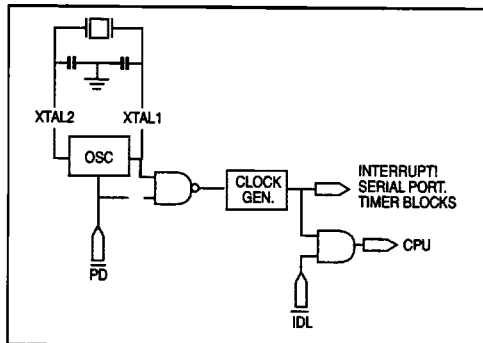 XTAL2
XTAL1
OSC
CLOCK
GEN.
INTERRUPT!
SERIAL PORT.
TIMER BLOCKS
CPU
PD
IDL